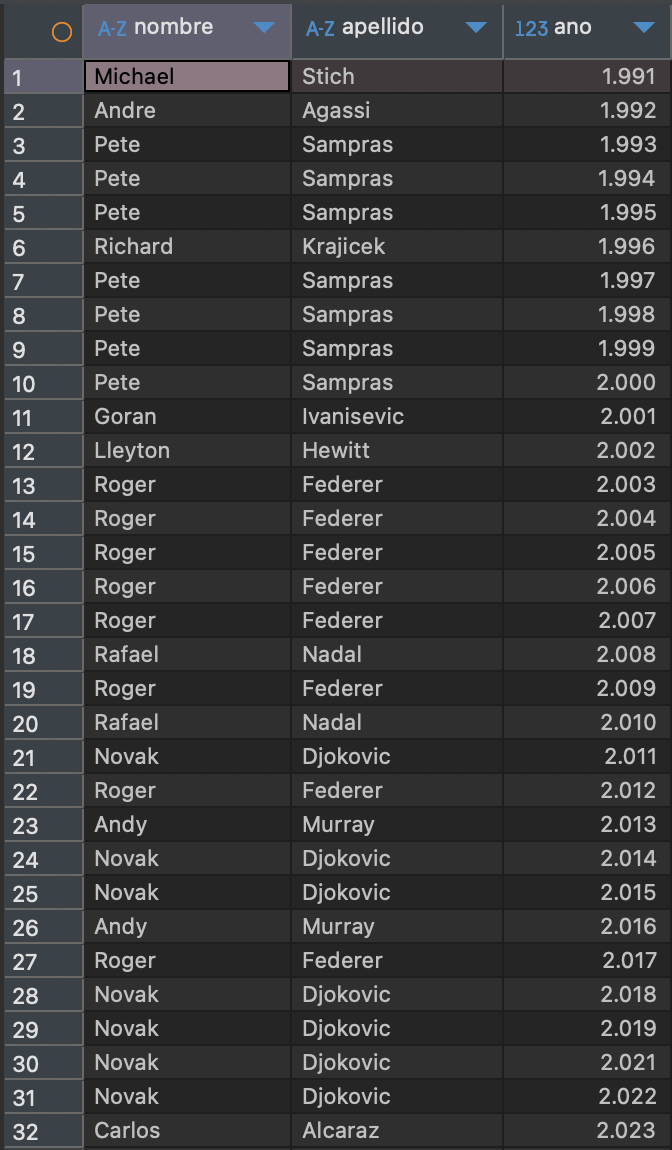 A-Z nombre A-Z apellido 123 ano
1 Michael Stich 1.991
2 Andre Agassi 1.992
3 Pete Sampras 1.993
4 Pete Sampras 1.994
5 Pete Sampras 1.995
6 Richard Krajicek 1.996
7 Pete Sampras 1.997
8 Pete Sampras 1.998
9 Pete Sampras 1.999
10 Pete Sampras 2.000
11 Goran Ivanisevic 2.001
12 Lleyton Hewitt 2.002
13 Roger Federer 2.003
14 Roger Federer 2.004
15 Roger Federer 2.005
16 Roger Federer 2.006
17 Roger Federer 2.007
18 Rafael Nadal 2.008
19 Roger Federer 2.009
20 Rafael Nadal 2.010
21 Novak Djokovic 2.011
22 Roger Federer 2.012
23 Andy Murray 2.013
24 Novak Djokovic 2.014
25 Novak Djokovic 2.015
26 Andy Murray 2.016
27 Roger Federer 2.017
28 Novak Djokovic 2.018
29 Novak Djokovic 2.019
30 Novak Djokovic 2.021
31 Novak Djokovic 2.022
32 Carlos Alcaraz 2.023